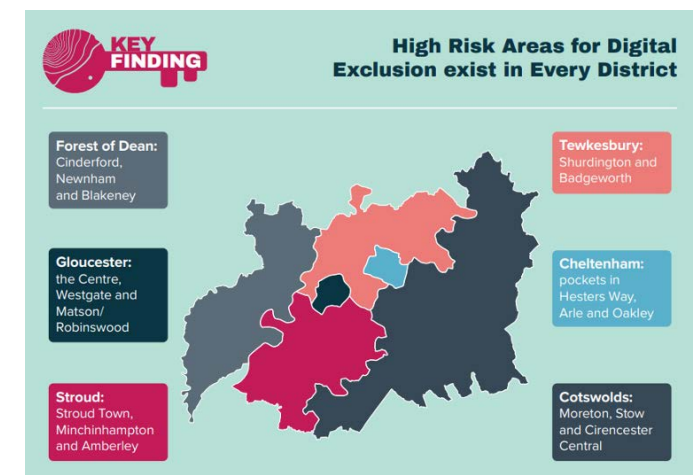 KEY
FINDING
High Risk Areas for Digital
Exclusion exist in Every District
Forest of Dean:
Cinderford,
Newnham
and Blakeney
Gloucester:
the Centre,
Westgate and
Matson/
Robinswood
Stroud:
Stroud Town,
Minchinhampton
and Amberley
Tewkesbury:
Shurdington and
Badgeworth
Cheltenham:
pockets in
Hesters Way,
Arle and Oakley
Cotswolds:
Moreton, Stow
and Cirencester
Central